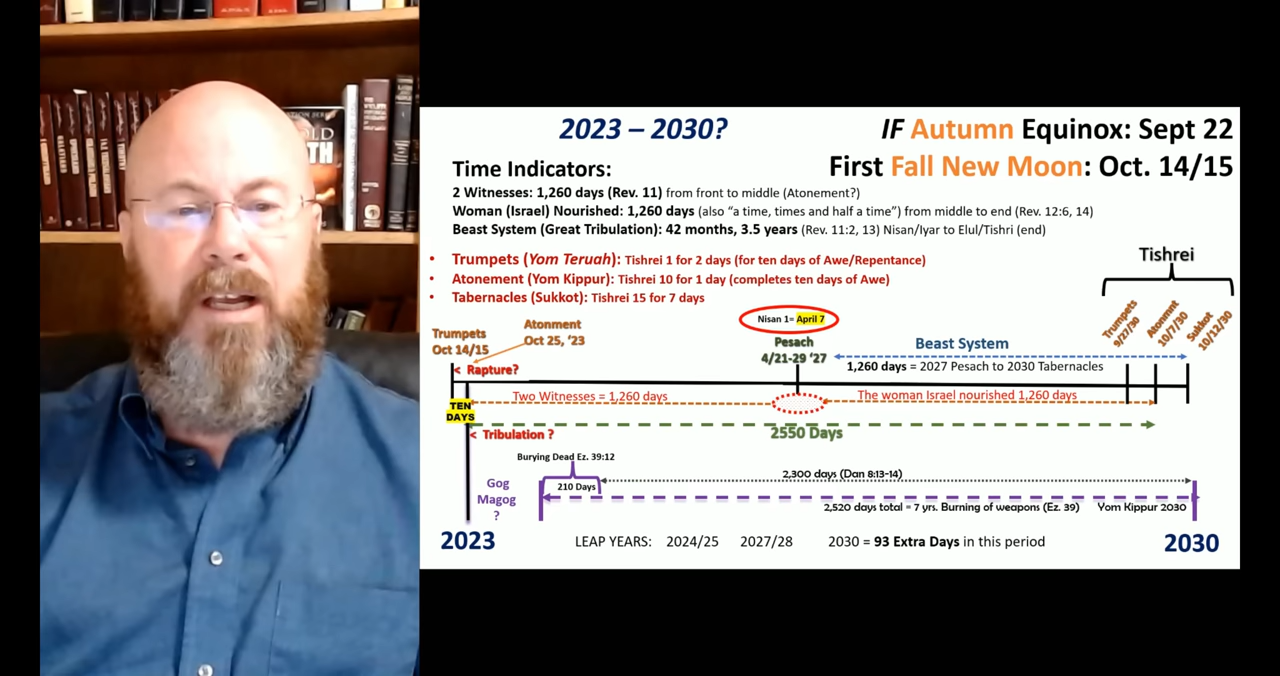 2023 – 2030?
IF Autumn Equinox: Sept 22
First Fall New Moon: Oct. 14/15
Time Indicators:
2 Witnesses: 1,260 days (Rev. 11) from front to middle (Atonement?)
Woman (Israel) Nourished: 1,260 days (also “a time, times and half a time”) from middle to end (Rev. 12:6, 14)
Beast System (Great Tribulation): 42 months, 3.5 years (Rev. 11:2, 13) Nisan/Iyar to Elul/Tishri (end)
• Trumpets (Yom Teruah): Tishrei 1 for 2 days (for ten days of Awe/Repentance)
• Atonement (Yom Kippur): Tishrei 10 for 1 day (completes ten days of Awe)
• Tabernacles (Sukkot): Tishrei 15 for 7 days
Tishrei
Trumpets
9/27/30
Atonmnt
10/7/30
Sukkot
10/12/30
Nisan 1= April 7
Trumpets
Oct 14/15
Atonment
Oct 25, ‘23
Pesach
4/21-29 ‘27
Beast System
1,260 days = 2027 Pesach to 2030 Tabernacles
< Rapture?
TEN
DAYS
Two Witnesses = 1,260 days
The woman Israel nourished 1,260 days
2550 Days
< Tribulation ?
Burying Dead Ez. 39:12
210 Days
2,300 days (Dan 8:13-14)
Gog
Magog
?
2,520 days total = 7 yrs. Burning of weapons (Ez. 39)
Yom Kippur 2030
2023
LEAP YEARS: 2024/25 2027/28 2030 = 93 Extra Days in this period
2030